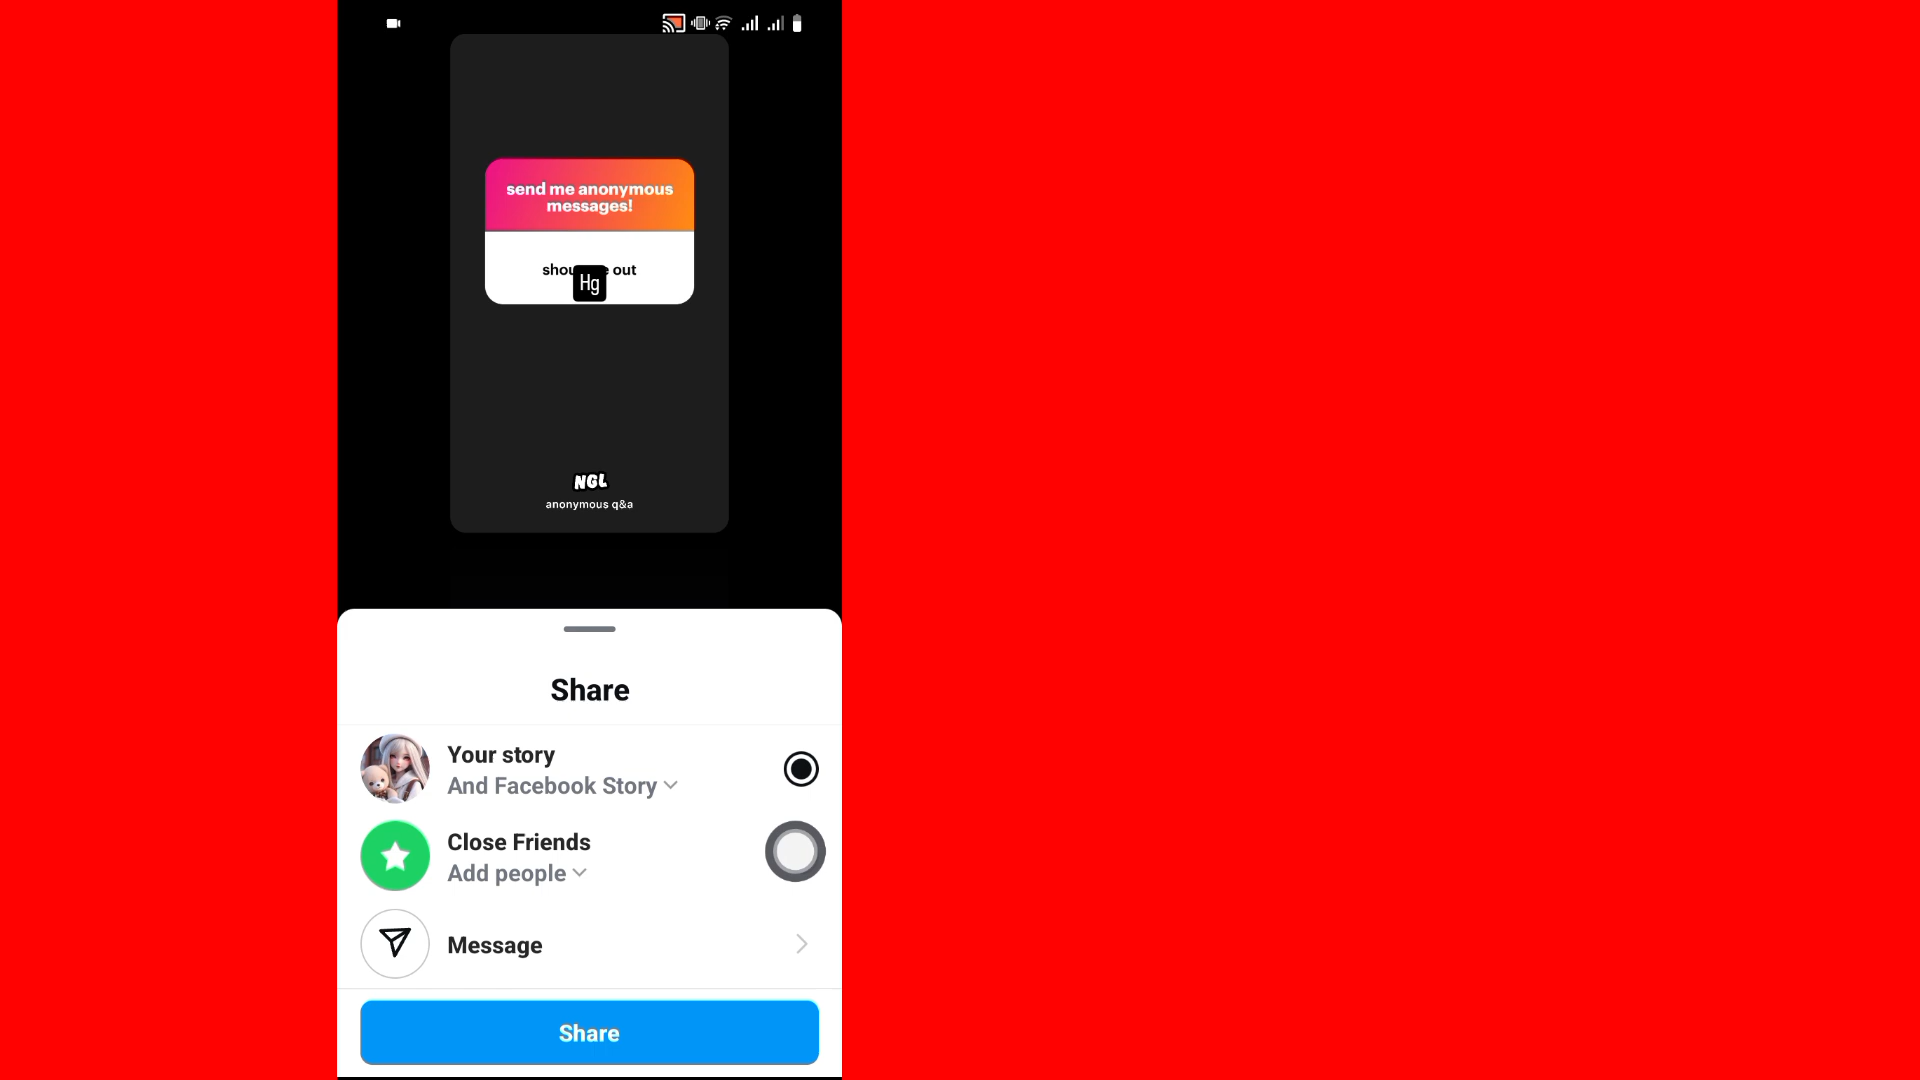 send me anonymous
messages!
out
Hg
NGL
anonymous q&a
Share
Your story
And Facebook Story
Close Friends
Add people
Message
Share